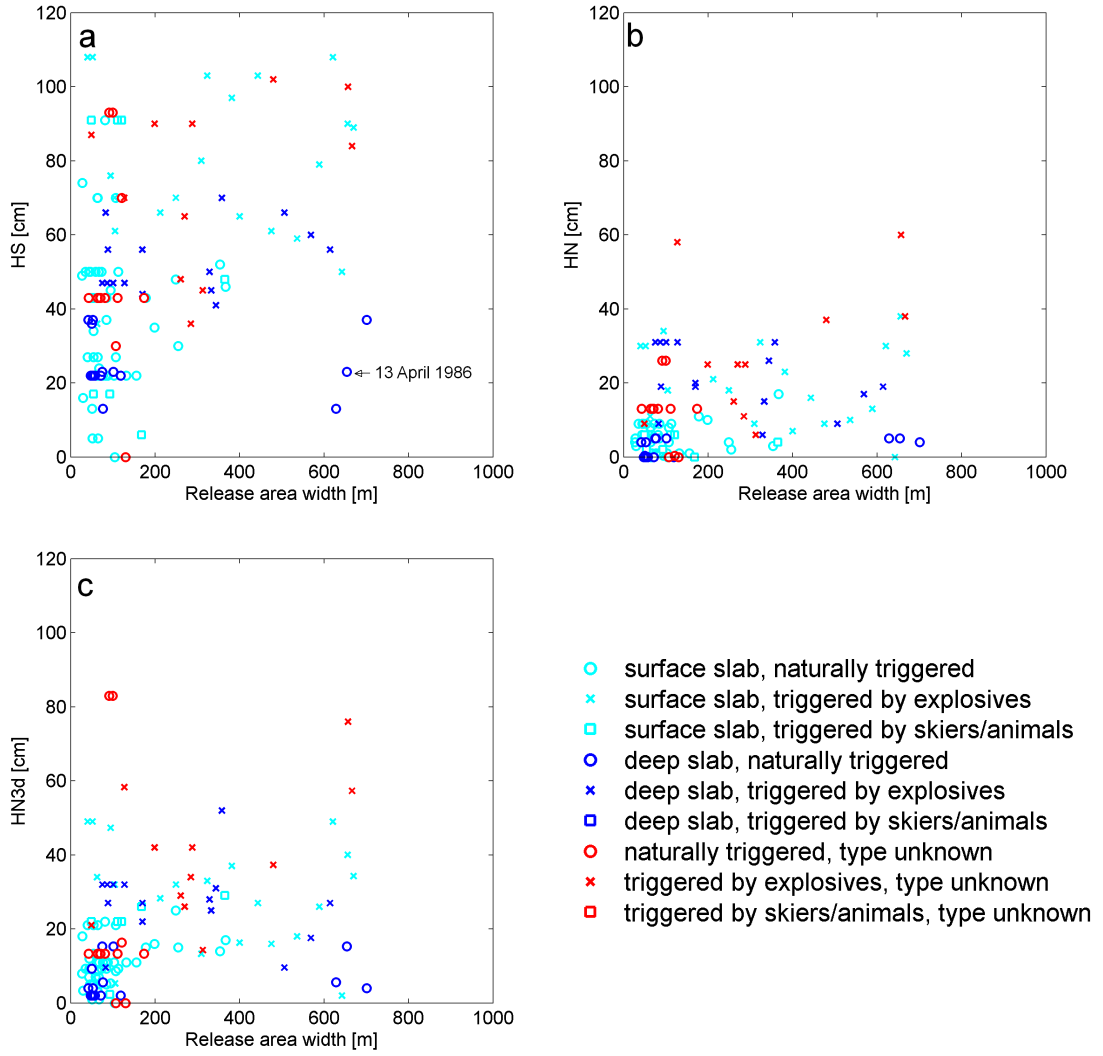 a
120
100
80
60
40
20
0
HS [cm]
13 April 1986
0 200 400 600 800 1000
Release area width [m]
b
120
100
80
60
40
20
0
HN [cm]
0 200 400 600 800 1000
Release area width [m]
c
120
100
80
60
40
20
0
HN3d [cm]
0 200 400 600 800 1000
Release area width [m]
surface slab, naturally triggered
surface slab, triggered by explosives
surface slab, triggered by skiers/animals
deep slab, naturally triggered
deep slab, triggered by explosives
deep slab, triggered by skiers/animals
naturally triggered, type unknown
triggered by explosives, type unknown
triggered by skiers/animals, type unknown